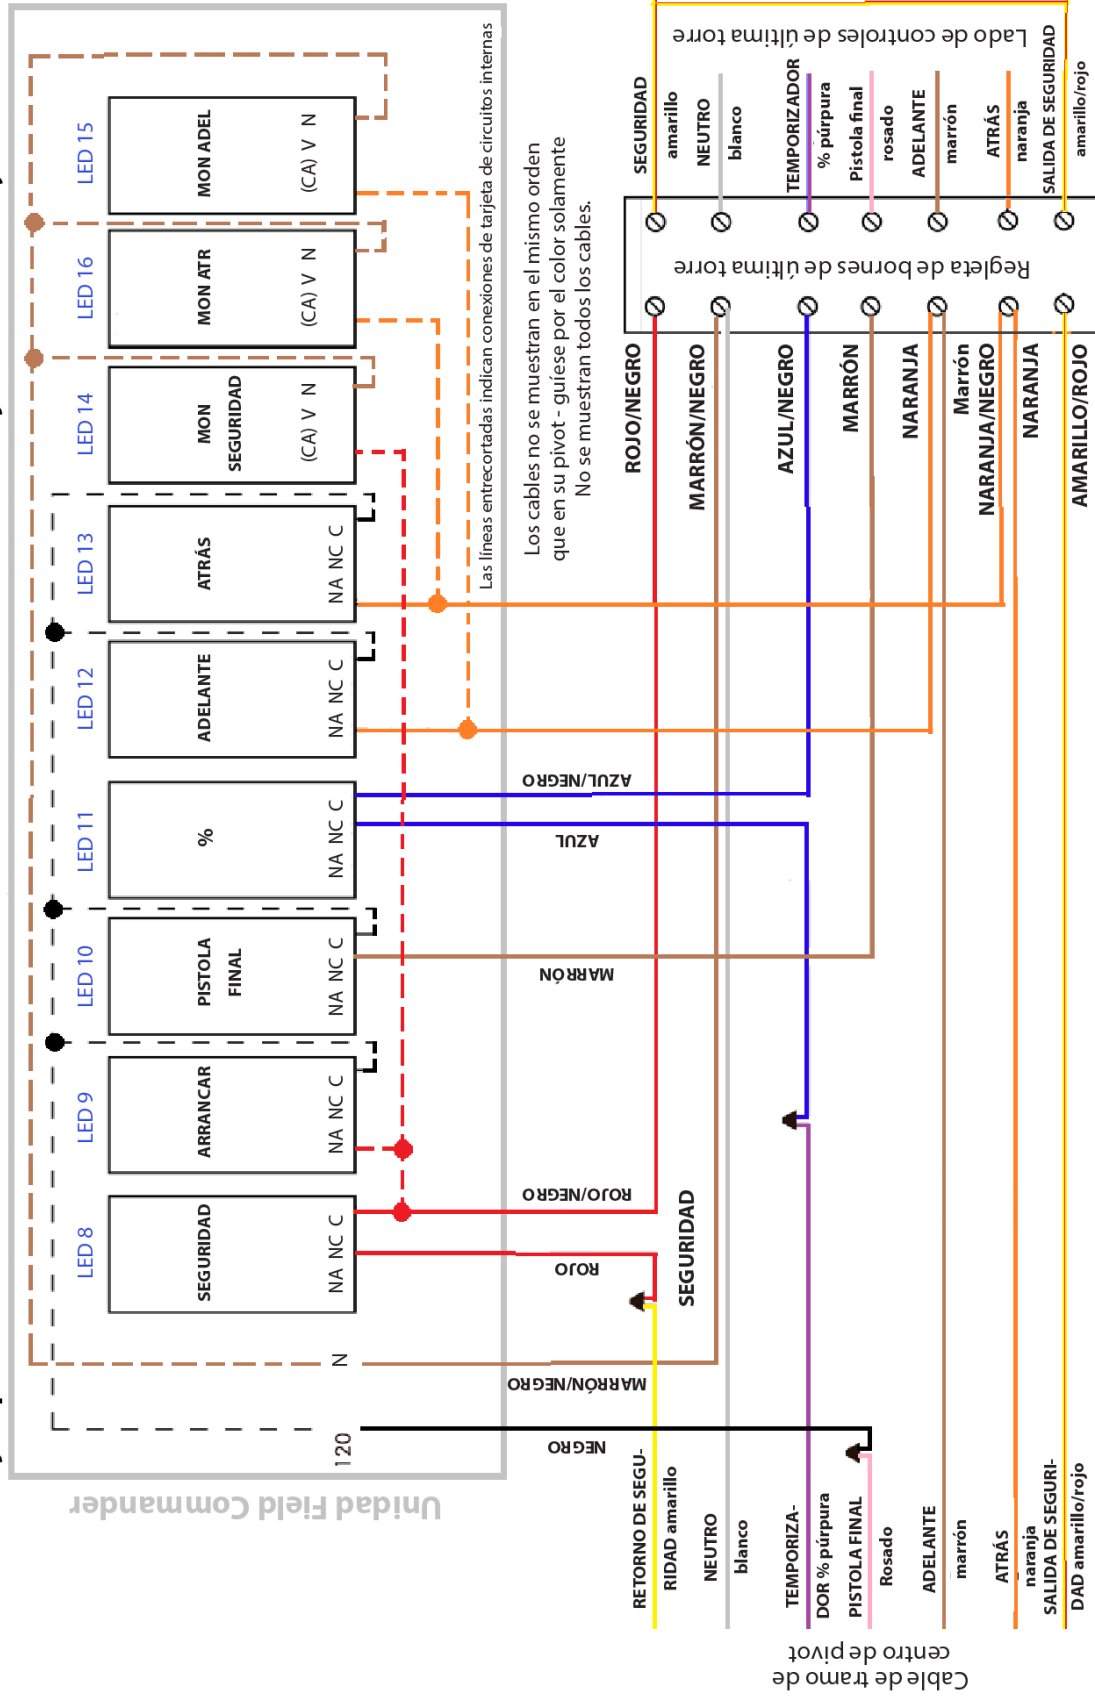 Unidad Field Commander
LED 15
MON ADEL
(CA) V N
LED 16
MON ATR
(CA) V N
LED 14
MON
SEGURIDAD
(CA) V N
LED 13
ATRÁS
NA NC C
LED 12
ADELANTE
NA NC C
LED 11
%
NA NC C
LED 10
PISTOLA
FINAL
NA NC C
LED 9
ARRANCAR
NA NC C
LED 8
SEGURIDAD
NA NC C
N
120
Las líneas entrecortadas indican conexiones de tarjeta de circuitos internas
Los cables no se muestran en el mismo orden
que en su pivot - guíese por el color solamente
No se muestran todos los cables.
AZUL/NEGRO
AZUL
MARRÓN
ROJO/NEGRO
ROJO
MARRÓN/NEGRO
NEGRO
SEGURIDAD
Lado de controles de última torre
SEGURIDAD
amarillo
NEUTRO
blanco
TEMPORIZADOR
% púrpura
Pistola final
rosado
ADELANTE
marrón
ATRÁS
naranja
SALIDA DE SEGURIDAD
amarillo/rojo
Regleta de bornes de última torre
ROJO/NEGRO
MARRÓN/NEGRO
AZUL/NEGRO
MARRÓN
NARANJA
Marrón
NARANJA/NEGRO
NARANJA
AMARILLO/ROJO
RETORNO DE SEGU-
RIDAD amarillo
NEUTRO
blanco
TEMPORIZA-
DOR % púrpura
PISTOLA FINAL
Rosado
ADELANTE
marrón
ATRÁS
naranja
SALIDA DE SEGURI-
DAD amarillo/rojo
Cable de tramo de
centro de pivot